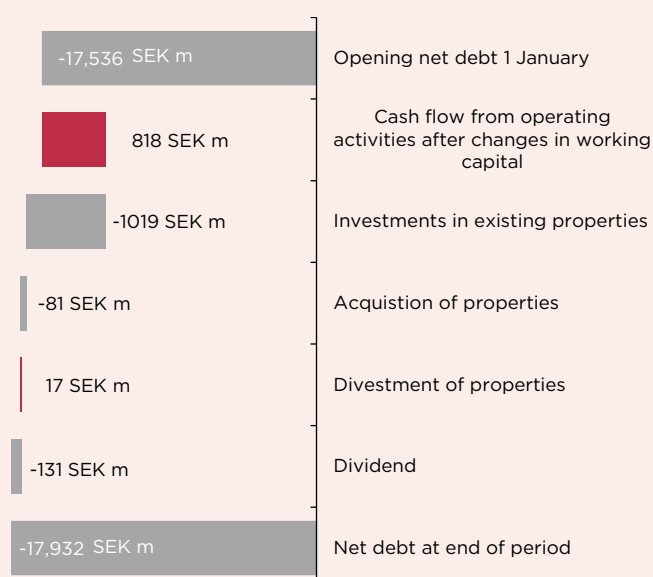 -17,536 SEK m Opening net debt 1 January
818 SEK m Cash flow from operating
activities after changes in working
capital
-1019 SEK m Investments in existing properties
-81 SEK m Acquistion of properties
17 SEK m Divestment of properties
-131 SEK m Dividend
-17,932 SEK m Net debt at end of period